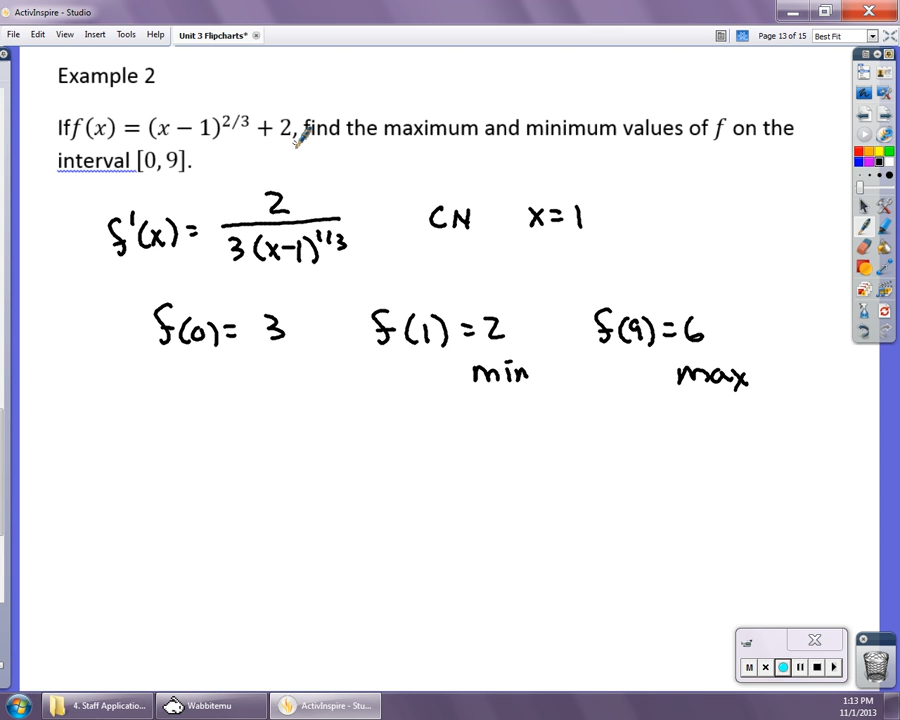 ActivInspire - Studio
File Edit View Insert Tools Help Unit 3 Flipcharts* Page 13 of 15 Best Fit
Example 2
If f(x) = (x − 1)^{2/3} + 2, find the maximum and minimum values of f on the
interval [0, 9].
f'(x) = 2 / 3(x-1)^{1/3} CN x=1
f(0)= 3 f(1)=2 f(9)=6
min max
M
4. Staff Applicatio... Wabbitemu ActivInspire - Stu...
1:13 PM
11/1/2013